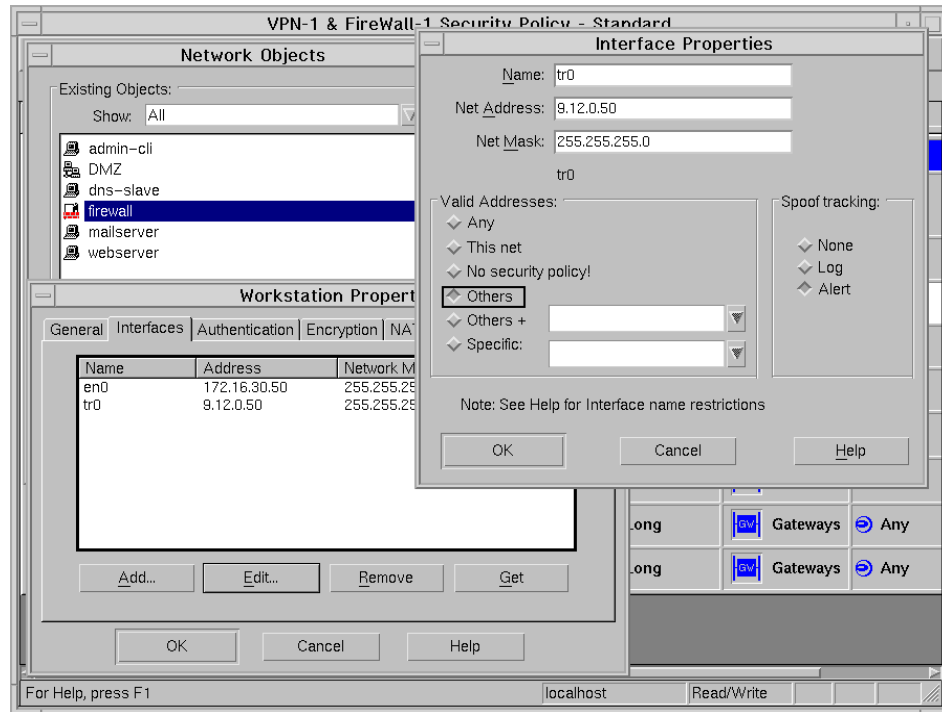 VPN-1 & FireWall-1 Security Policy - Standard
Network Objects
Existing Objects:
Show: All
admin-cli
DMZ
dns-slave
firewall
mailserver
webserver
Interface Properties
Name: tr0
Net Address: 9.12.0.50
Net Mask: 255.255.255.0
tr0
Valid Addresses:
Any
This net
No security policy!
Others
Others +
Specific:
Spoof tracking:
None
Log
Alert
Note: See Help for Interface name restrictions
OK Cancel Help
Workstation Propert
General Interfaces Authentication Encryption NA
Name Address Network M
en0 172.16.30.50 255.255.25
tr0 9.12.0.50 255.255.25
Add... Edit... Remove Get
OK Cancel Help
Long GW Gateways Any
Long GW Gateways Any
For Help, press F1 localhost Read/Write